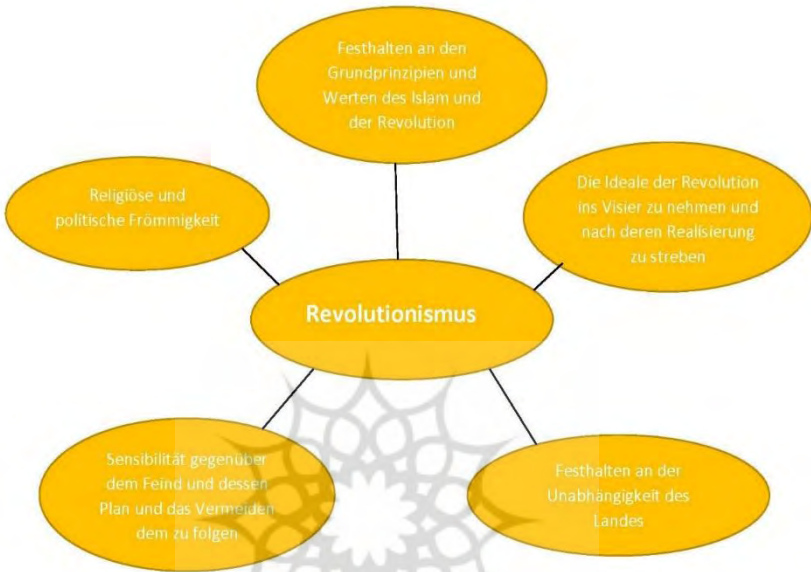 Festhalten an den
Grundprinzipien und
Werten des Islam und
der Revolution
Religiöse und
politische Frömmigkeit
Die Ideale der Revolution
ins Visier zu nehmen und
nach deren Realisierung
zu streben
Revolutionismus
Sensibilität gegenüber
dem Feind und dessen
Plan und das Vermeiden
dem zu folgen
Festhalten an der
Unabhängigkeit des
Landes